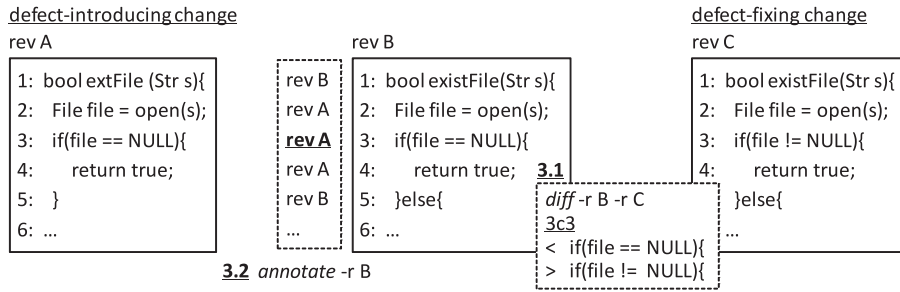 defect-introducing change
rev A
1: bool extFile (Str s){
2: File file = open(s);
3: if(file == NULL){
4: return true;
5: }
6: ...
rev B
rev A
rev A
rev A
rev B
...
3.2 annotate -r B
rev B
1: bool existFile(Str s){
2: File file = open(s);
3: if(file == NULL){
4: return true;
5: }else{
6: ...
3.1
diff -r B -r C
3c3
< if(file == NULL){
> if(file != NULL){
defect-fixing change
rev C
1: bool existFile(Str s){
2: File file = open(s);
3: if(file != NULL){
4: return true;
}else{
...